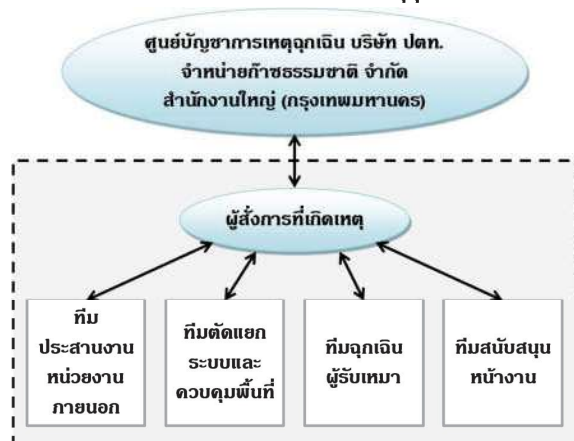 ศูนย์บัญชาการเหตุฉุกเฉิน บริษัท ปตท.
จำหน่ายก๊าซธรรมชาติ จำกัด
สำนักงานใหญ่ (กรุงเทพมหานคร)
ผู้สั่งการที่เกิดเหตุ
ทีม
ประสานงาน
หน่วยงาน
ภายนอก
ทีมตัดแยก
ระบบและ
ควบคุมพื้นที่
ทีมฉุกเฉิน
ผู้รับเหมา
ทีมสนับสนุน
หน้างาน